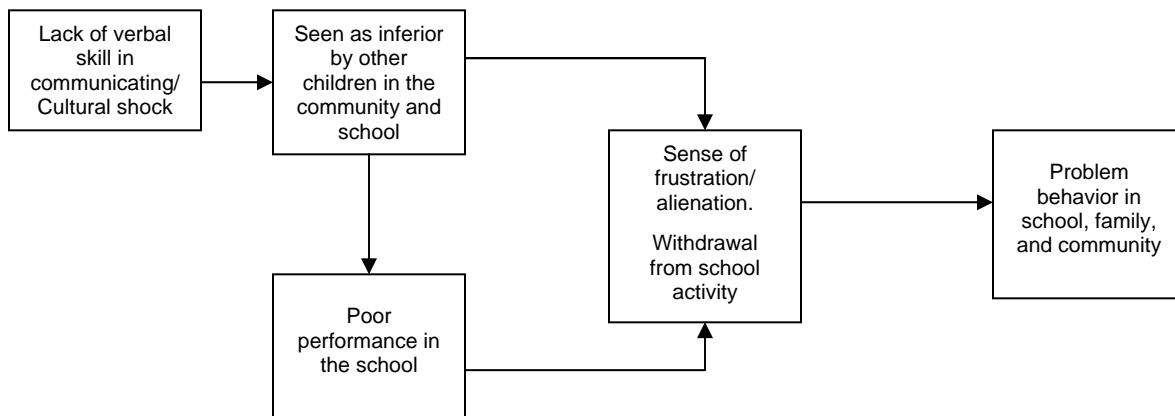 Lack of verbal
skill in
communicating/
Cultural shock
Seen as inferior
by other
children in the
community and
school
Sense of
frustration/
alienation.
Withdrawal
from school
activity
Problem
behavior in
school, family,
and community
Poor
performance in
the school